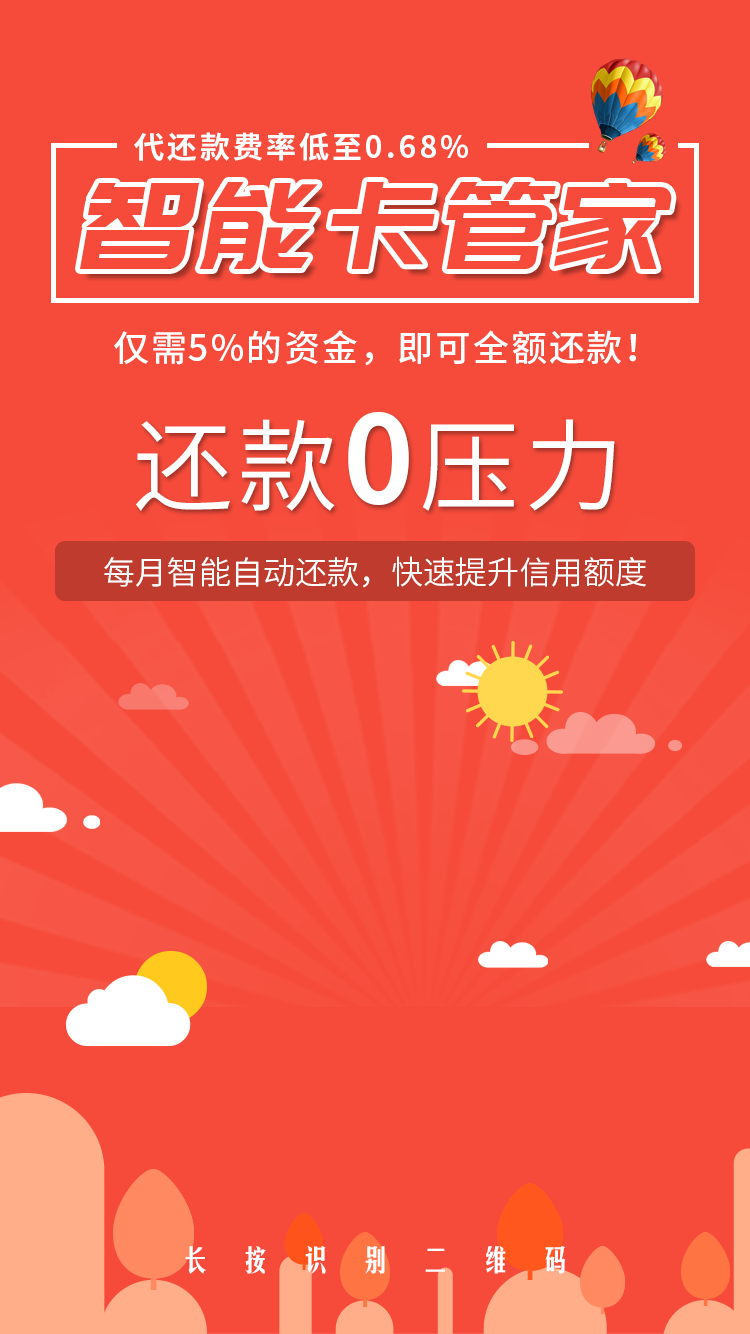 代还款费率低至0.68%
智能卡管家
仅需5%的资金，即可全额还款！
还款0压力
每月智能自动还款，快速提升信用额度
长按识别二维码